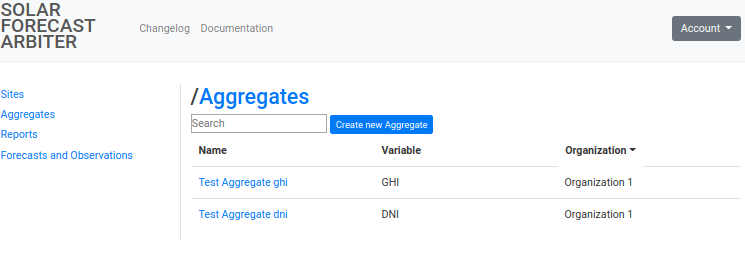 SOLAR
FORECAST
ARBITER
Changelog Documentation
Account
Sites
Aggregates
Reports
Forecasts and Observations
/Aggregates
Search
Create new Aggregate
Name Variable Organization
Test Aggregate ghi GHI Organization 1
Test Aggregate dni DNI Organization 1